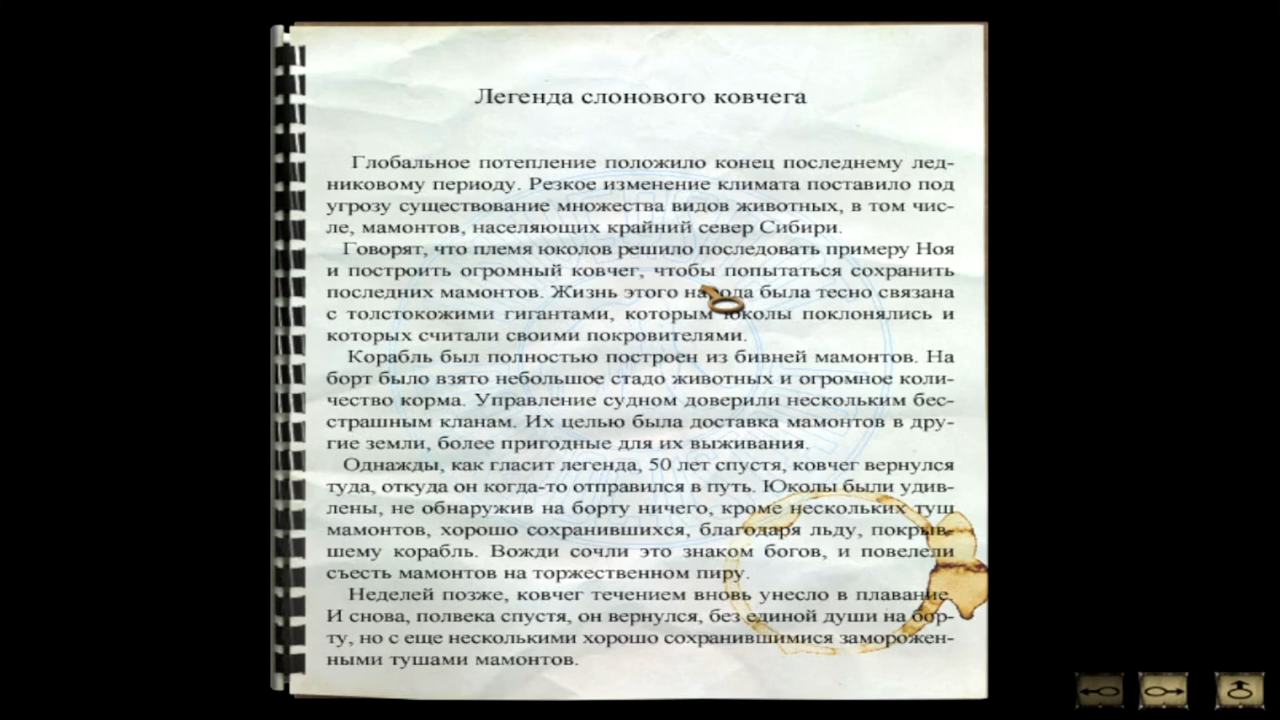 Легенда слонового ковчега
Глобальное потепление положило конец последнему лед-
никовому периоду. Резкое изменение климата поставило под
угрозу существование множества видов животных, в том чис-
ле, мамонтов, населяющих крайний север Сибири.
Говорят, что племя юколов решило последовать примеру Ноя
и построить огромный ковчег, чтобы попытаться сохранить
последних мамонтов. Жизнь этого народа была тесно связана
с толстокожими гигантами, которым юколы поклонялись и
которых считали своими покровителями.
Корабль был полностью построен из бивней мамонтов. На
борт было взято небольшое стадо животных и огромное коли-
чество корма. Управление судном доверили нескольким бес-
страшным кланам. Их целью была доставка мамонтов в дру-
гие земли, более пригодные для их выживания.
Однажды, как гласит легенда, 50 лет спустя, ковчег вернулся
туда, откуда он когда-то отправился в путь. Юколы были удив-
лены, не обнаружив на борту ничего, кроме нескольких туш
мамонтов, хорошо сохранившихся, благодаря льду, покрыв-
шему корабль. Вожди сочли это знаком богов, и повелели
съесть мамонтов на торжественном пиру.
Неделей позже, ковчег течением вновь унесло в плавание.
И снова, полвека спустя, он вернулся, без единой души на бор-
ту, но с еще несколькими хорошо сохранившимися заморожен-
ными тушами мамонтов.